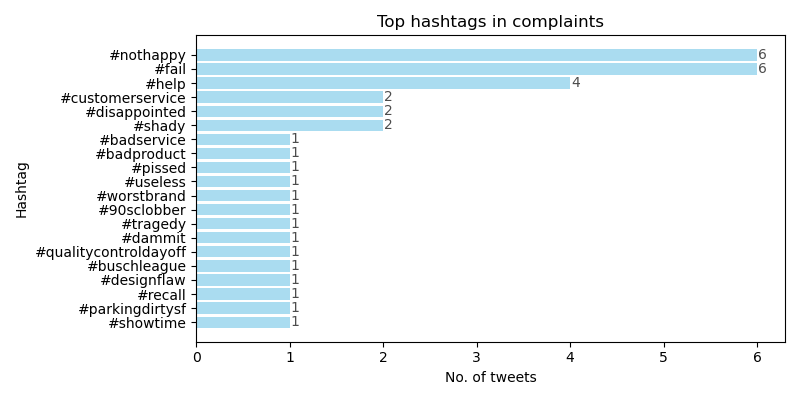 Top hashtags in complaints
Hashtag
#nothappy 6
#fail 6
#help 4
#customerservice 2
#disappointed 2
#shady 2
#badservice 1
#badproduct 1
#pissed 1
#useless 1
#worstbrand 1
#90sclobber 1
#tragedy 1
#dammit 1
#qualitycontroldayoff 1
#buschleague 1
#designflaw 1
#recall 1
#parkingdirtysf 1
#showtime 1
0 1 2 3 4 5 6
No. of tweets